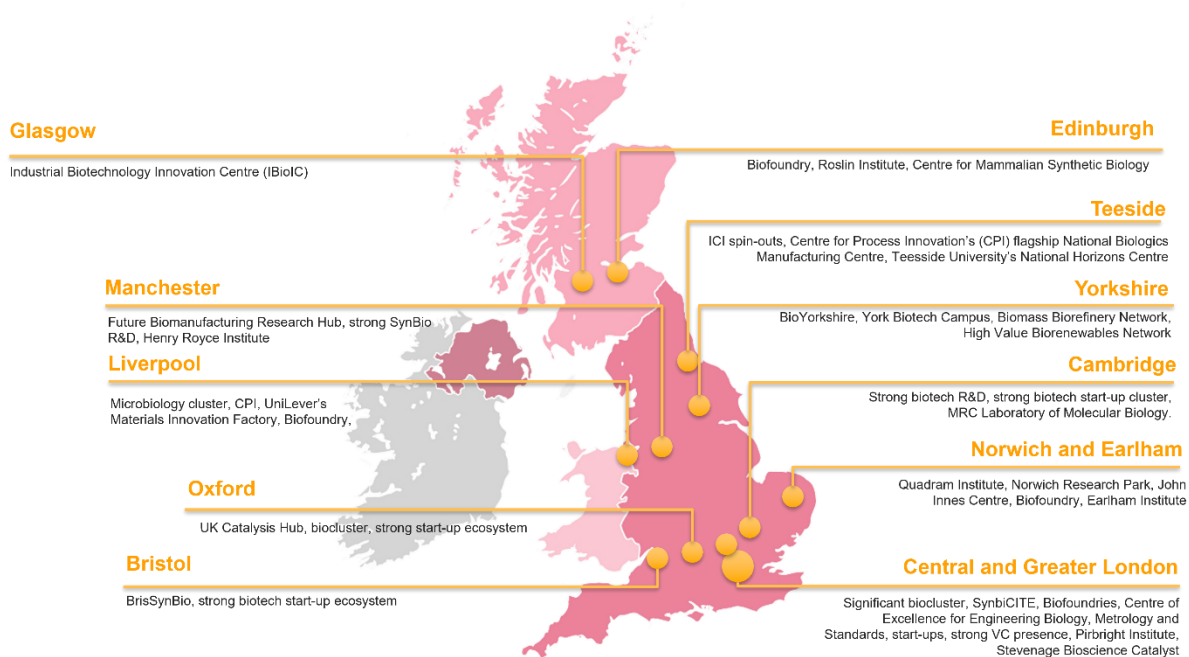 Glasgow
Industrial Biotechnology Innovation Centre (IBioIC)
Edinburgh
Biofoundry, Roslin Institute, Centre for Mammalian Synthetic Biology
Teeside
ICI spin-outs, Centre for Process Innovation's (CPI) flagship National Biologics
Manufacturing Centre, Teesside University's National Horizons Centre
Manchester
Future Biomanufacturing Research Hub, strong SynBio
R&D, Henry Royce Institute
Yorkshire
BioYorkshire, York Biotech Campus, Biomass Biorefinery Network,
High Value Biorenewables Network
Liverpool
Microbiology cluster, CPI, UniLever's
Materials Innovation Factory, Biofoundry,
Cambridge
Strong biotech R&D, strong biotech start-up cluster,
MRC Laboratory of Molecular Biology.
Norwich and Earlham
Quadram Institute, Norwich Research Park, John
Innes Centre, Biofoundry, Earlham Institute
Oxford
UK Catalysis Hub, biocluster, strong start-up ecosystem
Bristol
BrisSynBio, strong biotech start-up ecosystem
Central and Greater London
Significant biocluster, SynbiCITE, Biofoundries, Centre of
Excellence for Engineering Biology, Metrology and
Standards, start-ups, strong VC presence, Pirbright Institute,
Stevenage Bioscience Catalyst